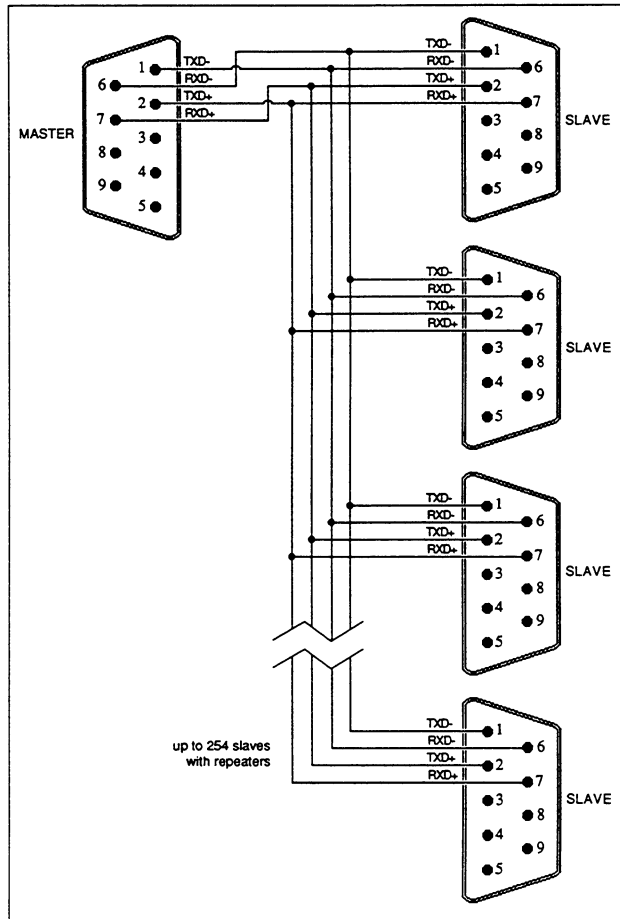 MASTER
1 TXD-
6 RXD-
2 TXD+
7 RXD+
3
8
4
9
5
TXD- 1
RXD- 6
TXD+ 2
RXD+ 7
3
8
4
9
5
SLAVE
TXD- 1
RXD- 6
TXD+ 2
RXD+ 7
3
8
4
9
5
SLAVE
TXD- 1
RXD- 6
TXD+ 2
RXD+ 7
3
8
4
9
5
SLAVE
up to 254 slaves
with repeaters
TXD- 1
RXD- 6
TXD+ 2
RXD+ 7
3
8
4
9
5
SLAVE